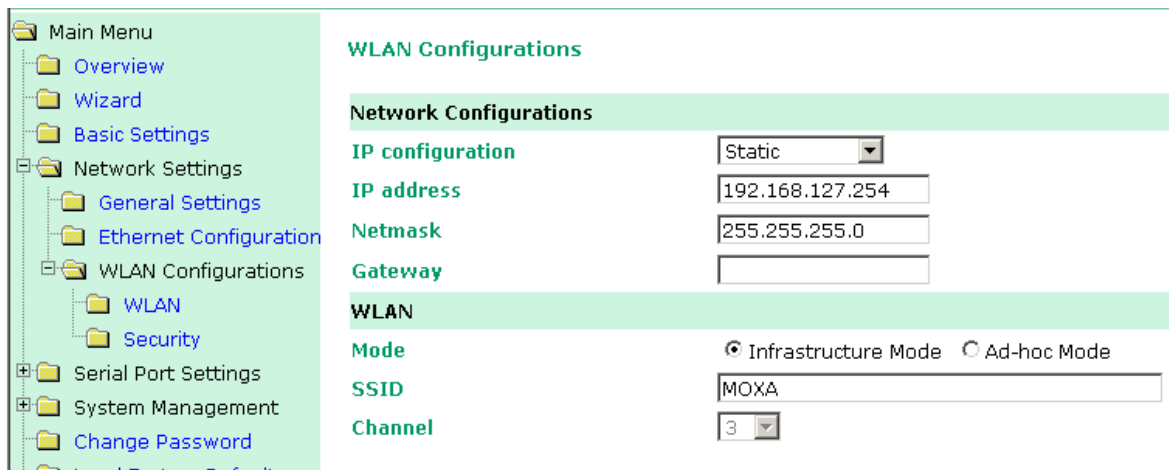 Main Menu
Overview
Wizard
Basic Settings
Network Settings
General Settings
Ethernet Configuration
WLAN Configurations
WLAN
Security
Serial Port Settings
System Management
Change Password
WLAN Configurations
Network Configurations
IP configuration Static
IP address 192.168.127.254
Netmask 255.255.255.0
Gateway
WLAN
Mode Infrastructure Mode Ad-hoc Mode
SSID MOXA
Channel 3